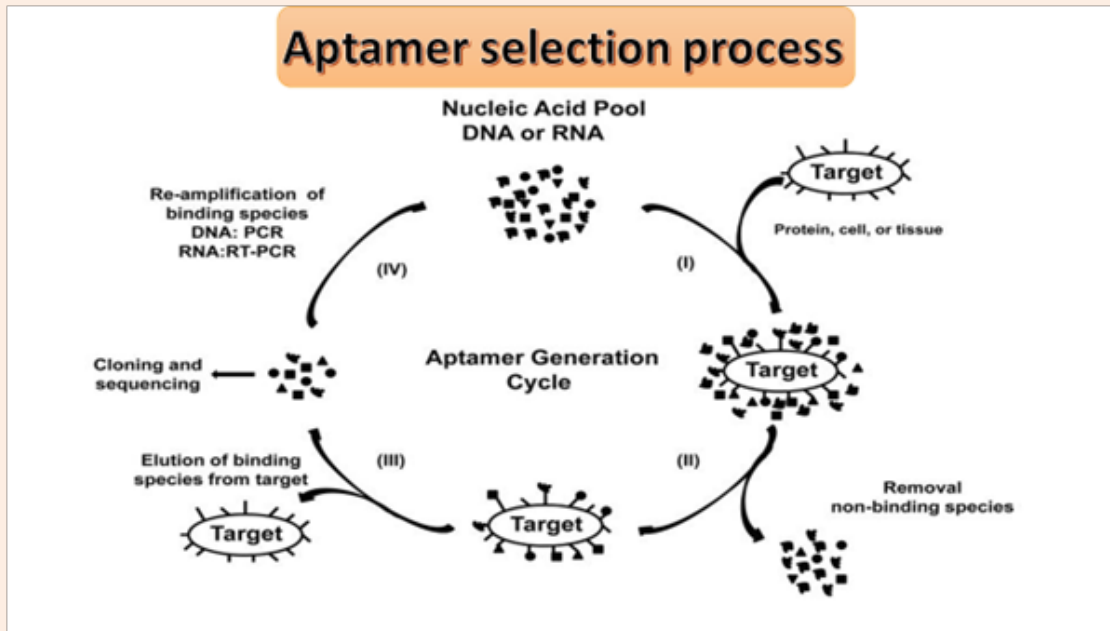 Aptamer selection process
Nucleic Acid Pool
DNA or RNA
Target
Protein, cell, or tissue
Re-amplification of
binding species
DNA: PCR
RNA:RT-PCR
(IV)
(I)
Cloning and
sequencing
Aptamer Generation
Cycle
Target
Elution of binding
species from target
(III)
(II)
Target
Target
Removal
non-binding species